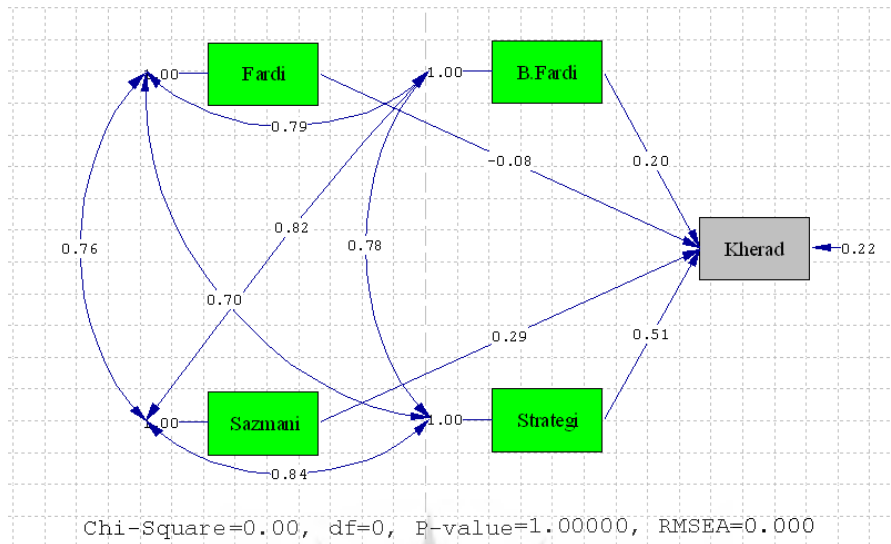 Fardi
B.Fardi
1.00
1.00
0.79
-0.08
0.20
0.82
0.78
0.76
Kherad
0.22
0.70
0.29
0.51
Sazmani
Strategi
1.00
1.00
0.84
Chi-Square=0.00, df=0, P-value=1.00000, RMSEA=0.000